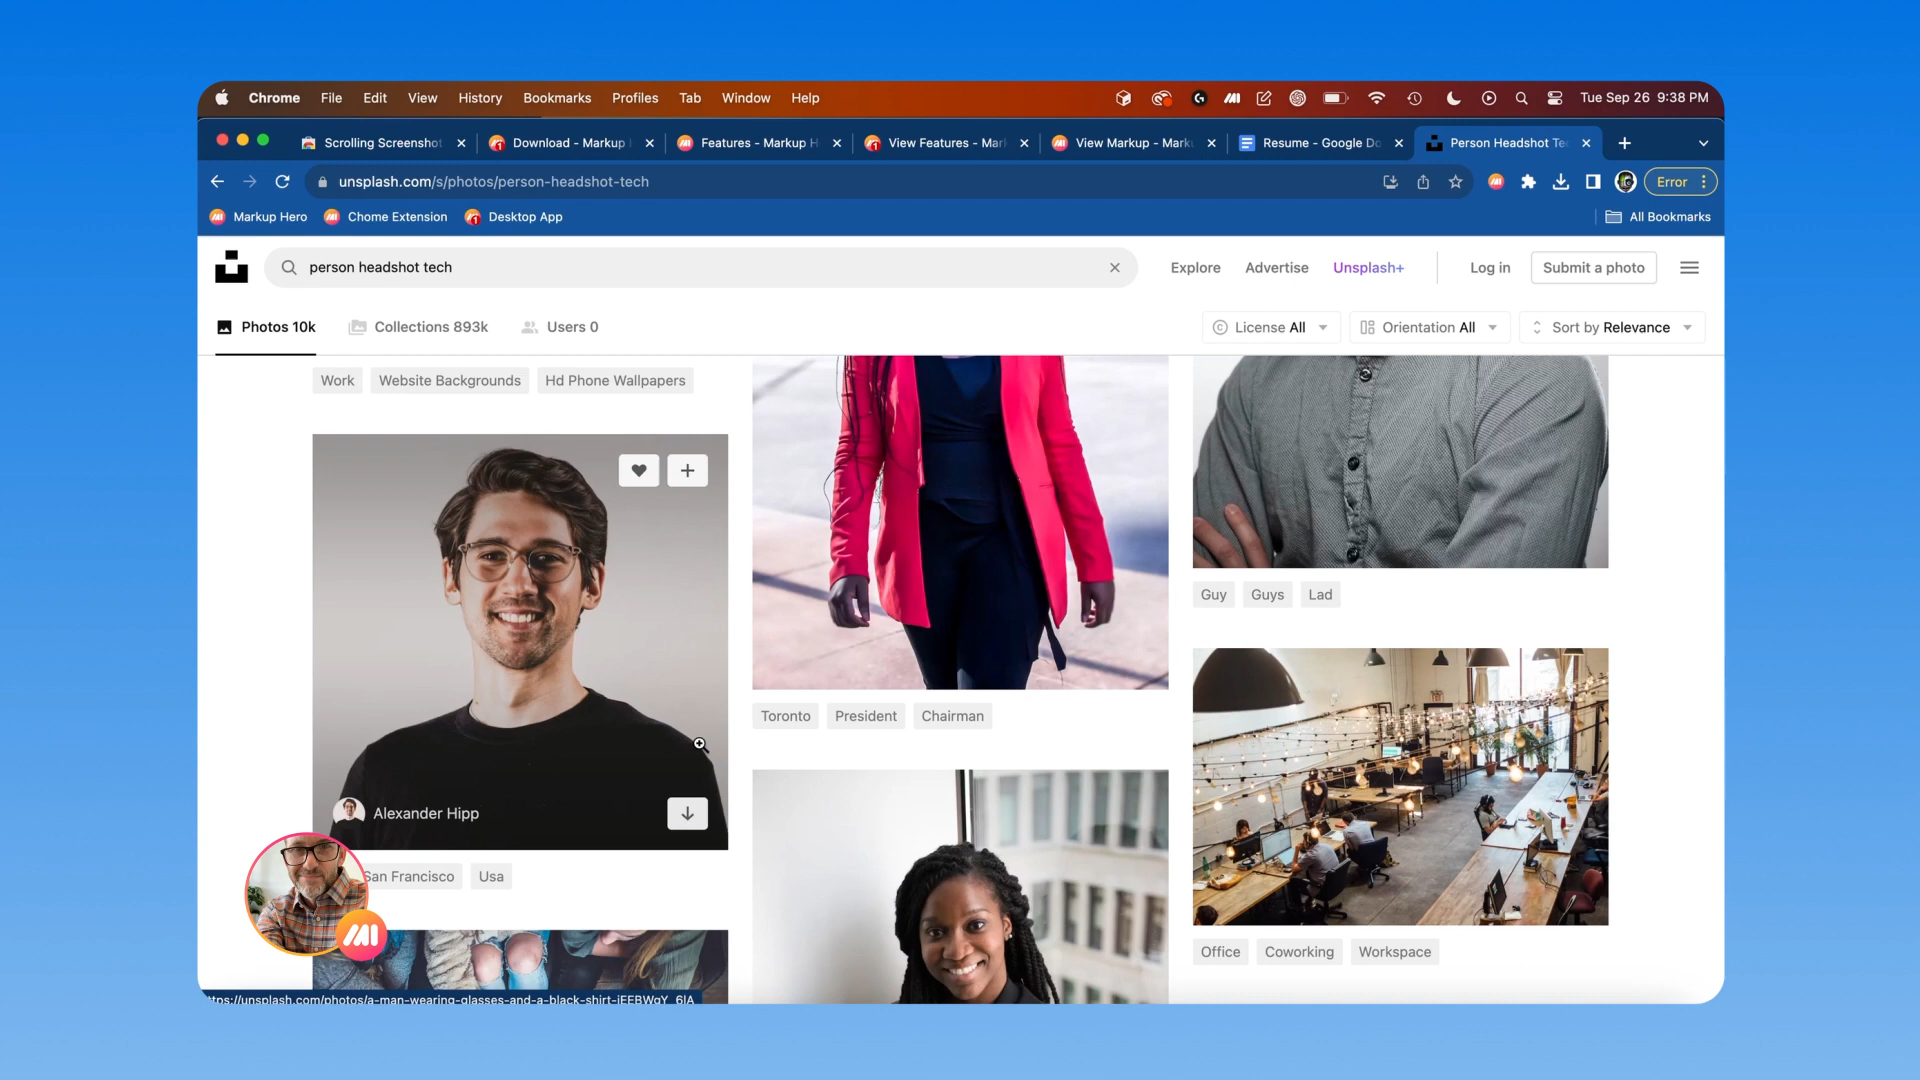 Chrome File Edit View History Bookmarks Profiles Tab Window Help Tue Sep 26 9:38 PM
Scrolling Screenshot Download - Markup Features - Markup H View Features - Mark View Markup - Marku Resume - Google Do Person Headshot Te
unsplash.com/s/photos/person-headshot-tech Error
Markup Hero Chome Extension Desktop App All Bookmarks
person headshot tech Explore Advertise Unsplash+ Log in Submit a photo
Photos 10k Collections 893k Users 0 License All Orientation All Sort by Relevance
Work Website Backgrounds Hd Phone Wallpapers
Guy Guys Lad
Toronto President Chairman
Alexander Hipp
San Francisco Usa
Office Coworking Workspace
ttps://unsplash.com/photos/a-man-wearing-glasses-and-a-black-shirt-iEEBWgY_6lA